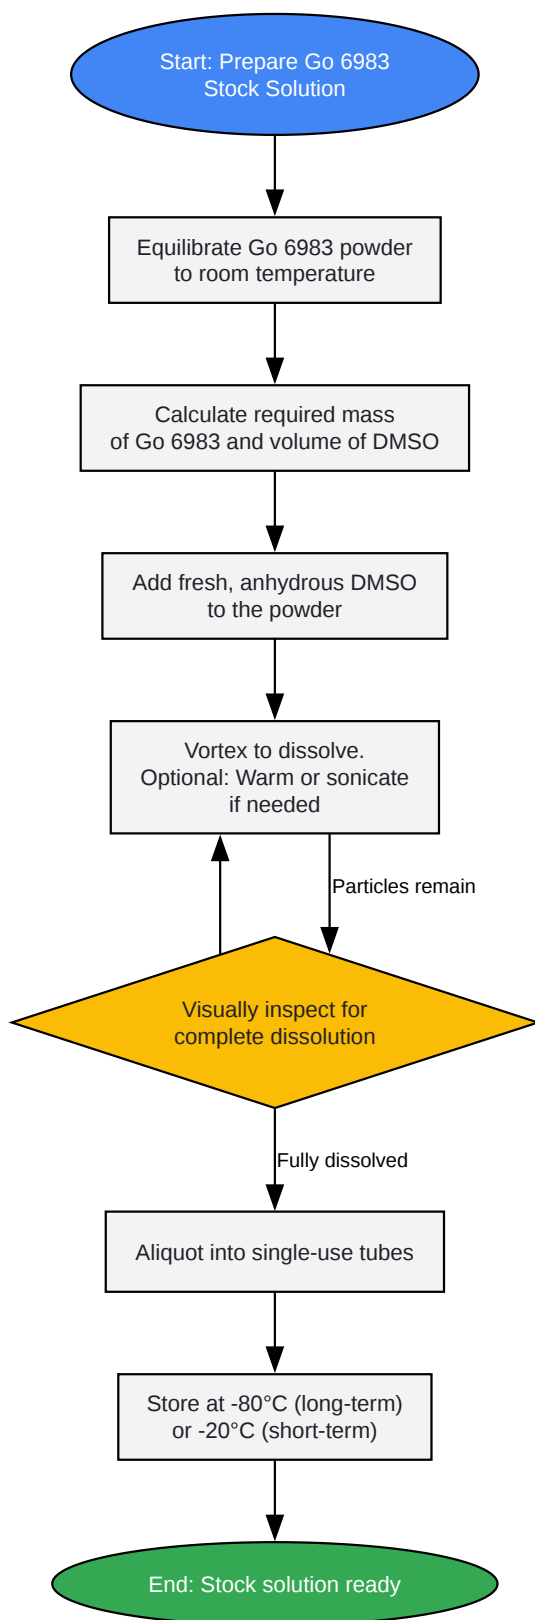 Start: Prepare Go 6983
Stock Solution
Equilibrate Go 6983 powder
to room temperature
Calculate required mass
of Go 6983 and volume of DMSO
Add fresh, anhydrous DMSO
to the powder
Vortex to dissolve.
Optional: Warm or sonicate
if needed
Particles remain
Visually inspect for
complete dissolution
Fully dissolved
Aliquot into single-use tubes
Store at -80°C (long-term)
or -20°C (short-term)
End: Stock solution ready